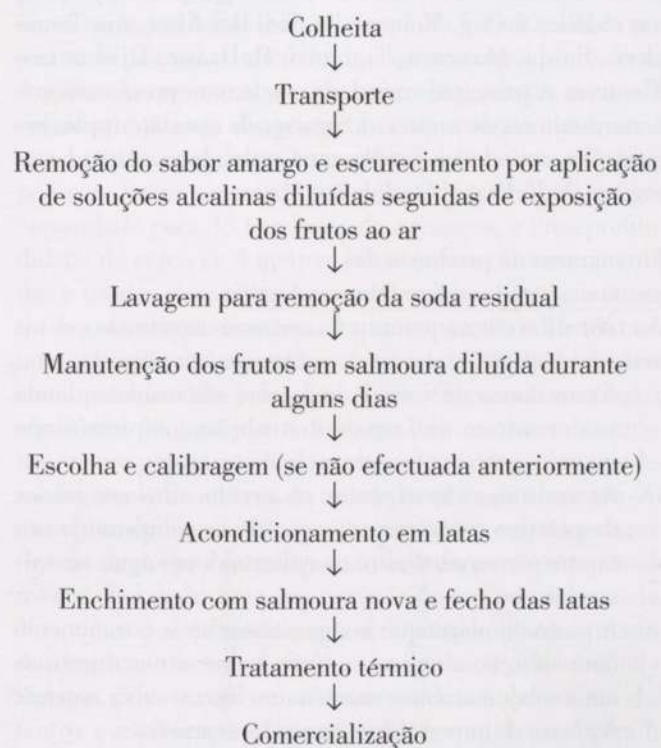 Colheita
↓
Transporte
↓
Remoção do sabor amargo e escurecimento por aplicação
de soluções alcalinas diluídas seguidas de exposição
dos frutos ao ar
↓
Lavagem para remoção da soda residual
↓
Manutenção dos frutos em salmoura diluída durante
alguns dias
↓
Escolha e calibragem (se não efectuada anteriormente)
↓
Acondicionamento em latas
↓
Enchimento com salmoura nova e fecho das latas
↓
Tratamento térmico
↓
Comercialização